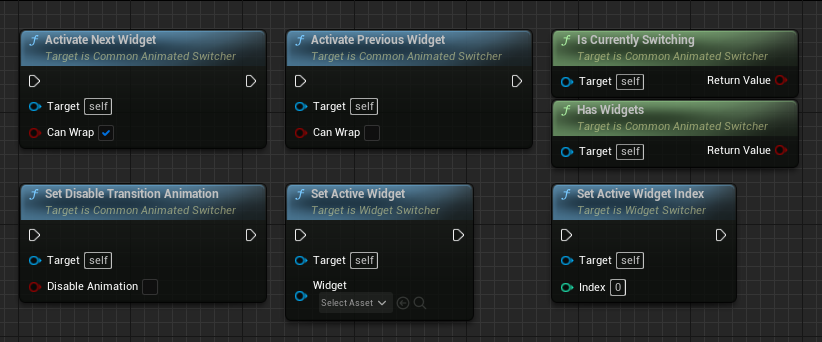 Activate Next Widget
Target is Common Animated Switcher
Target self
Can Wrap
Activate Previous Widget
Target is Common Animated Switcher
Target self
Can Wrap
Is Currently Switching
Target is Common Animated Switcher
Target self Return Value
Has Widgets
Target is Common Animated Switcher
Target self Return Value
Set Disable Transition Animation
Target is Common Animated Switcher
Target self
Disable Animation
Set Active Widget
Target is Widget Switcher
Target self
Widget
Select Asset
Set Active Widget Index
Target is Widget Switcher
Target self
Index 0